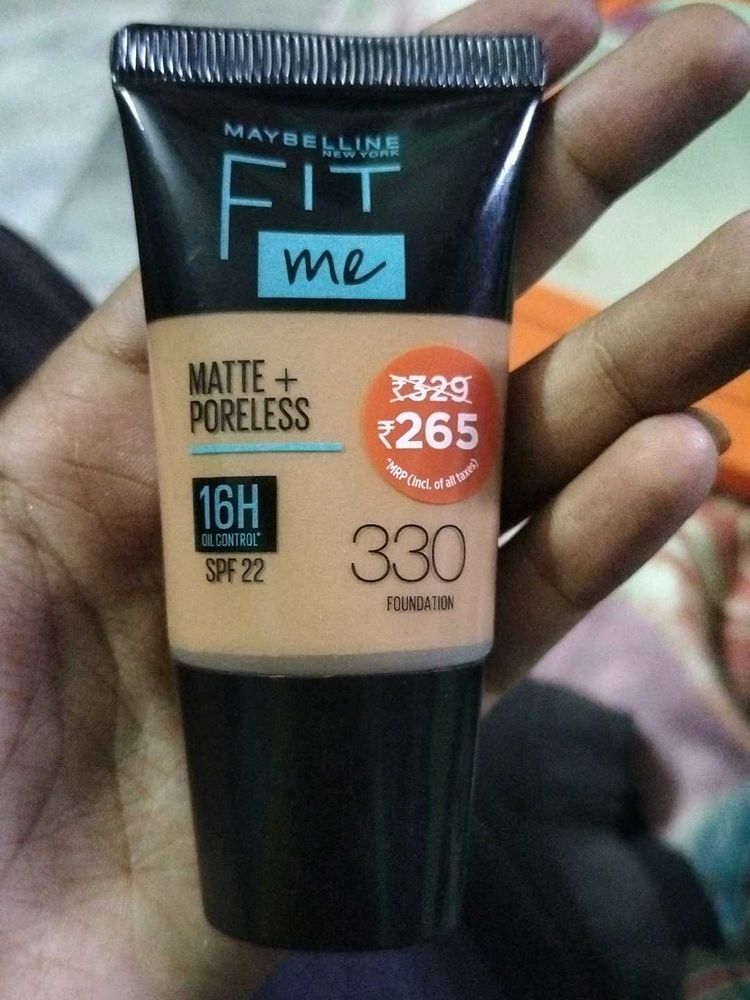 MAYBELLINE
NEW YORK
FIT
me
MATTE +
PORELESS
₹329
₹265
*MRP (Incl. of all taxes)
16H
OIL CONTROL*
SPF 22
330
FOUNDATION